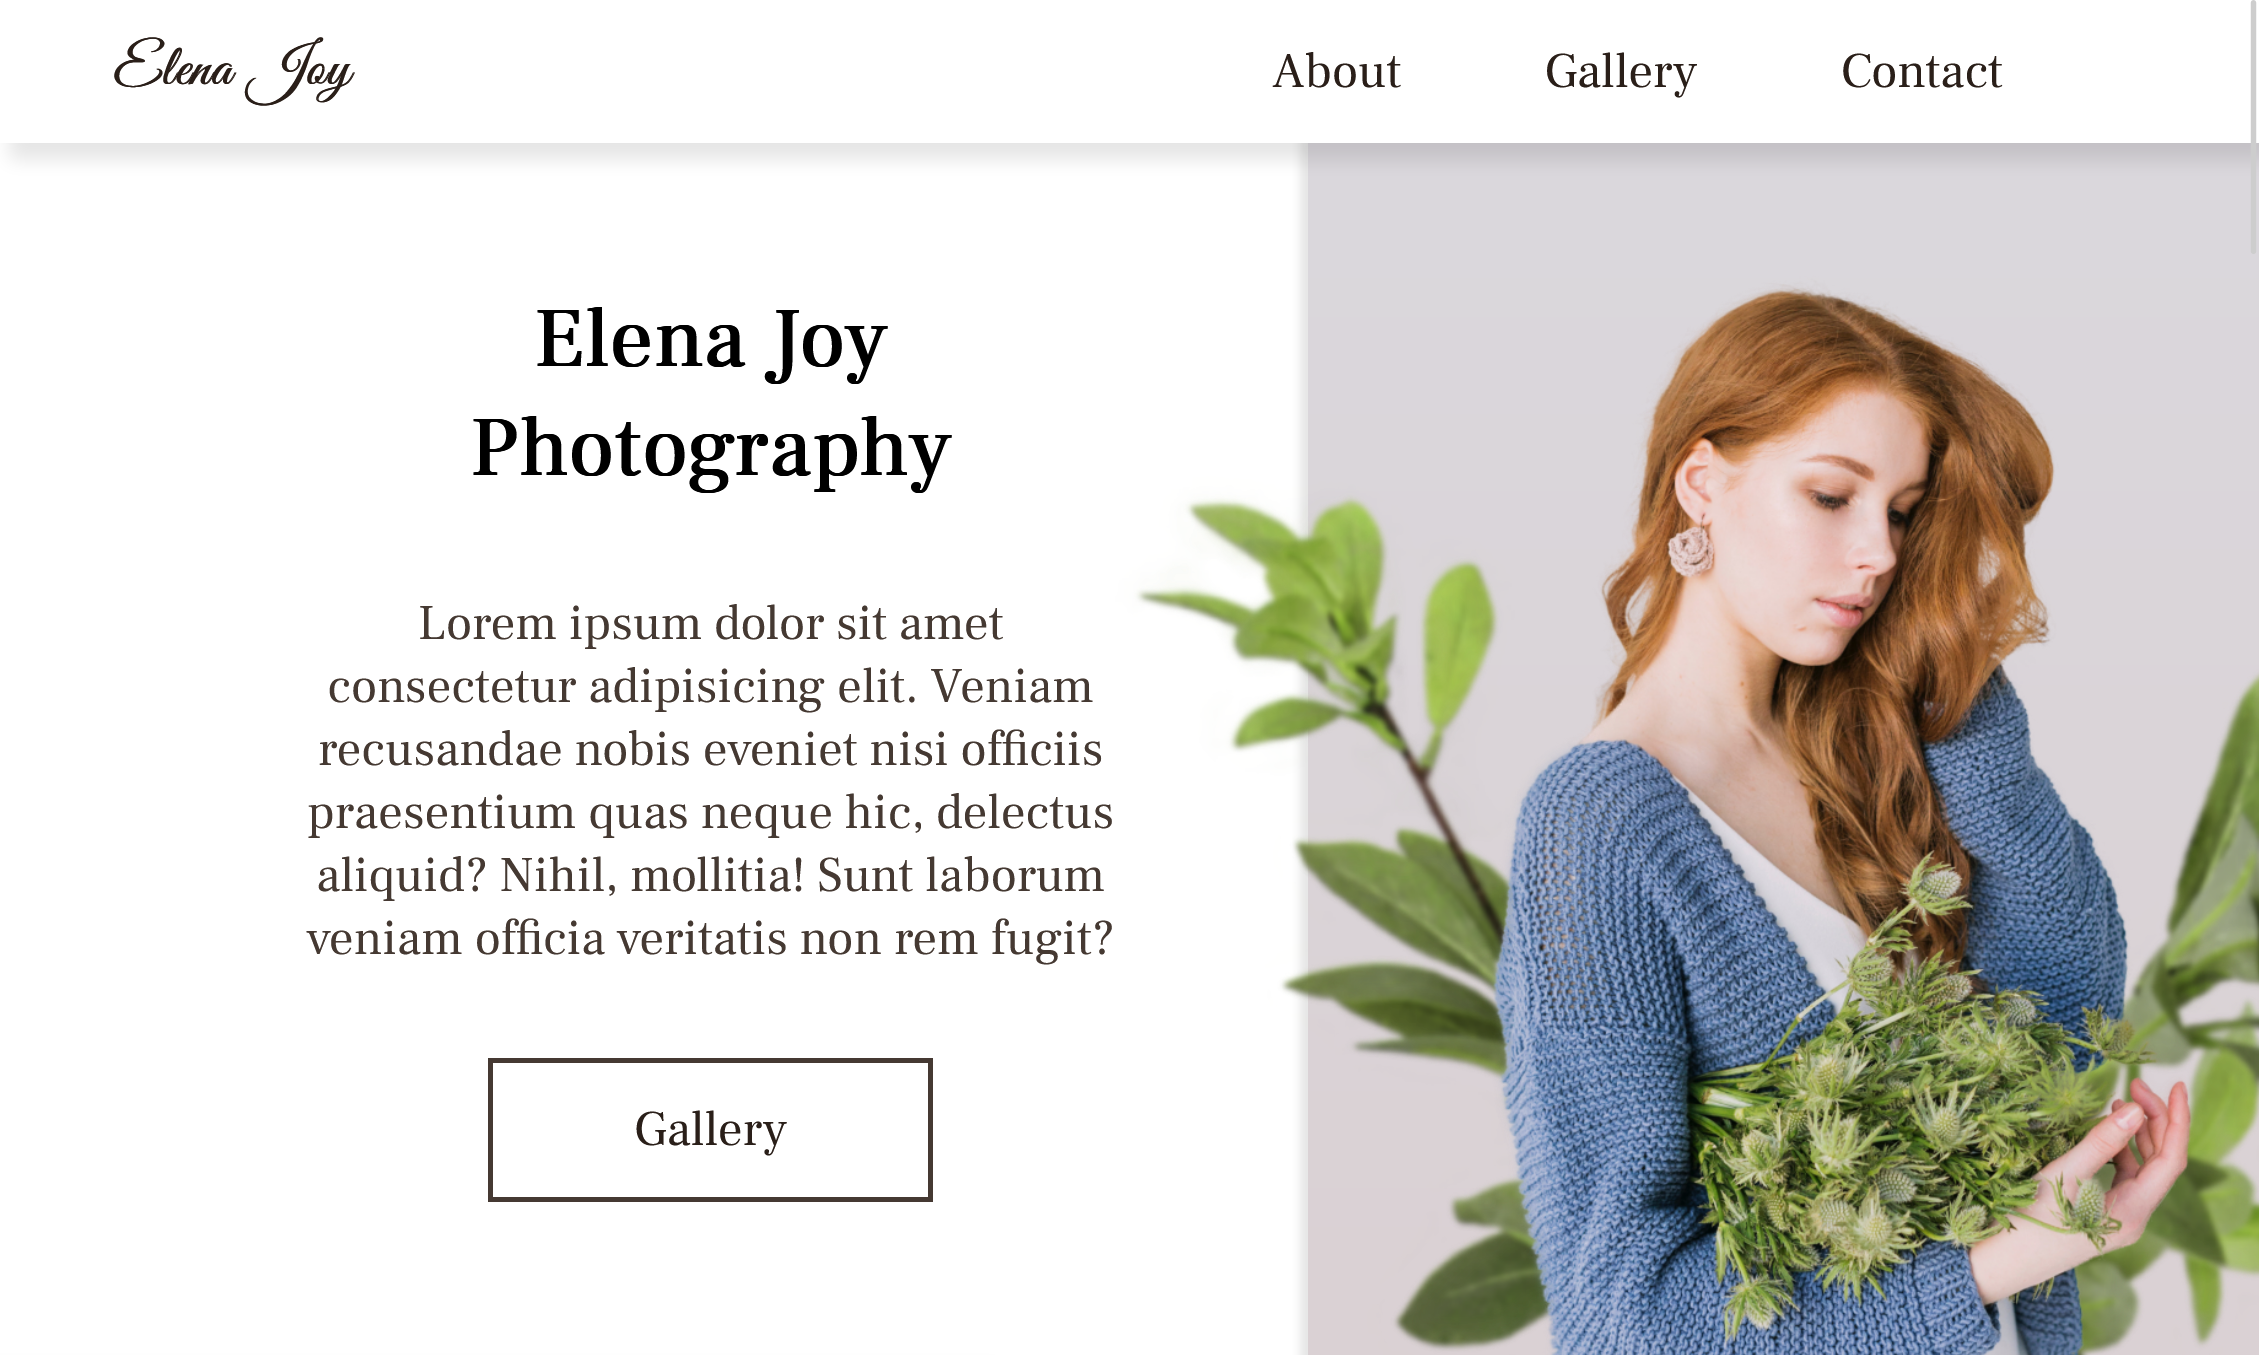 Elena Joy
About Gallery Contact
Elena Joy
Photography
Lorem ipsum dolor sit amet
consectetur adipisicing elit. Veniam
recusandae nobis eveniet nisi officiis
praesentium quas neque hic, delectus
aliquid? Nihil, mollitia! Sunt laborum
veniam officia veritatis non rem fugit?
Gallery